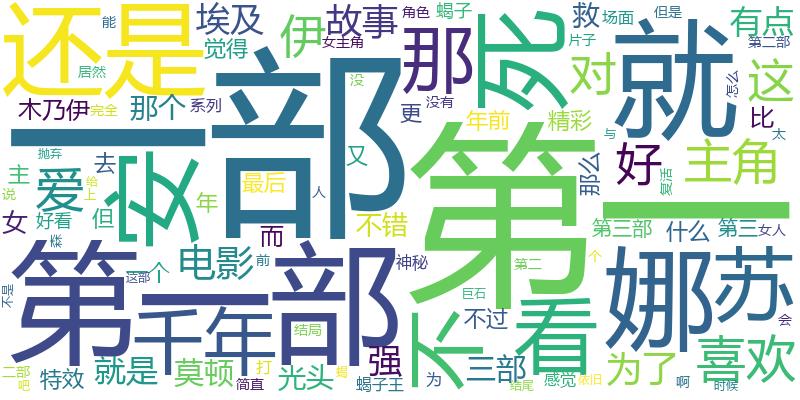 能
埃及
故事
角色
蝎子
救
场面
但是
有点
还是
伊
女主角
片子
第二部
觉得
居然
那
死
对
就
这
怎么
一部
没
木乃伊
完全
那个
系列
没有
更
年前
精彩
与
比
太
第一
抛弃
安
又
那么
好
主角
主
去
爱
给
最后
人
复活
说
上
年
女
好看
但
不错
第三部
什么
第三
女人
森
而
第一部
电影
前
神秘
第二
个
娜
苏
一个
这部
不是
千年
巨石
不
看
不过
会
结局
强
喜欢
二部
吧
特效
就是
莫顿
打
简直
光头
蝎
蝎子王
为
三部
结尾
感觉
依旧
为了
啊
时候